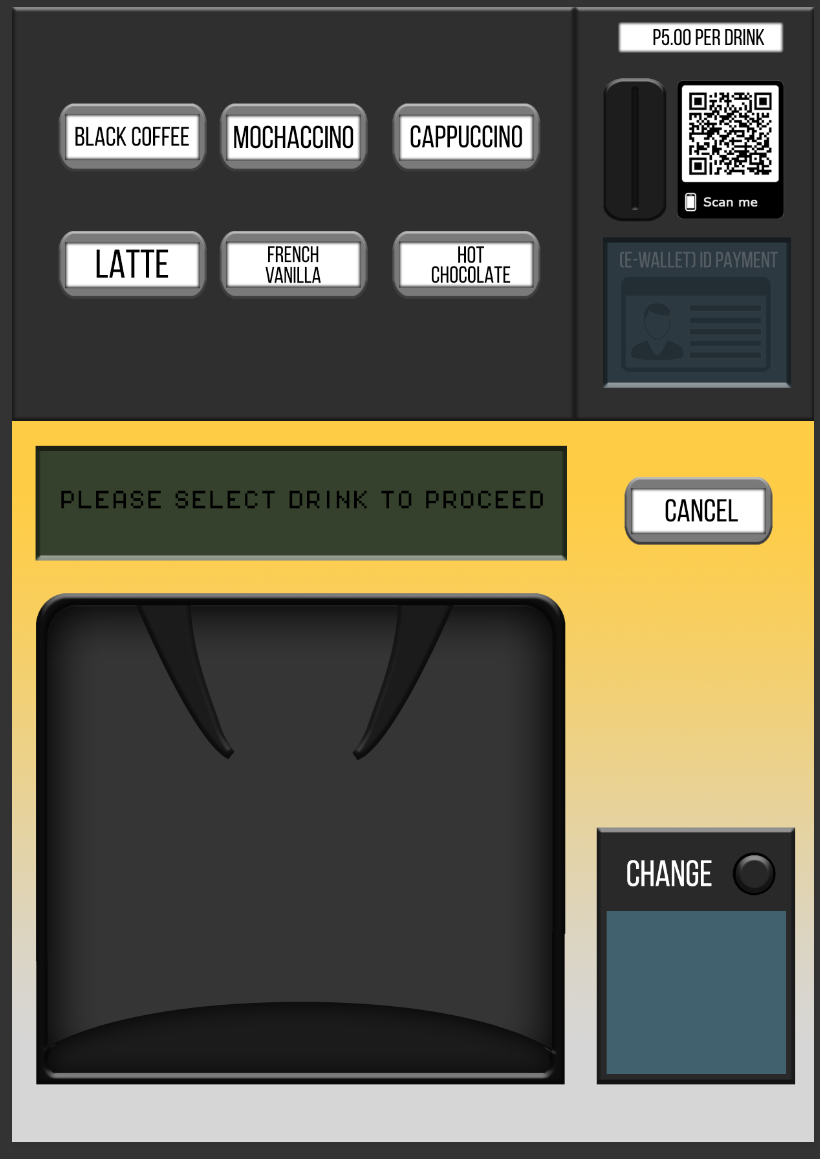 P5.00 PER DRINK
BLACK COFFEE
MOCHACCINO
CAPPUCCINO
Scan me
LATTE
FRENCH
VANILLA
HOT
CHOCOLATE
(E-WALLET) ID PAYMENT
PLEASE SELECT DRINK TO PROCEED
CANCEL
CHANGE